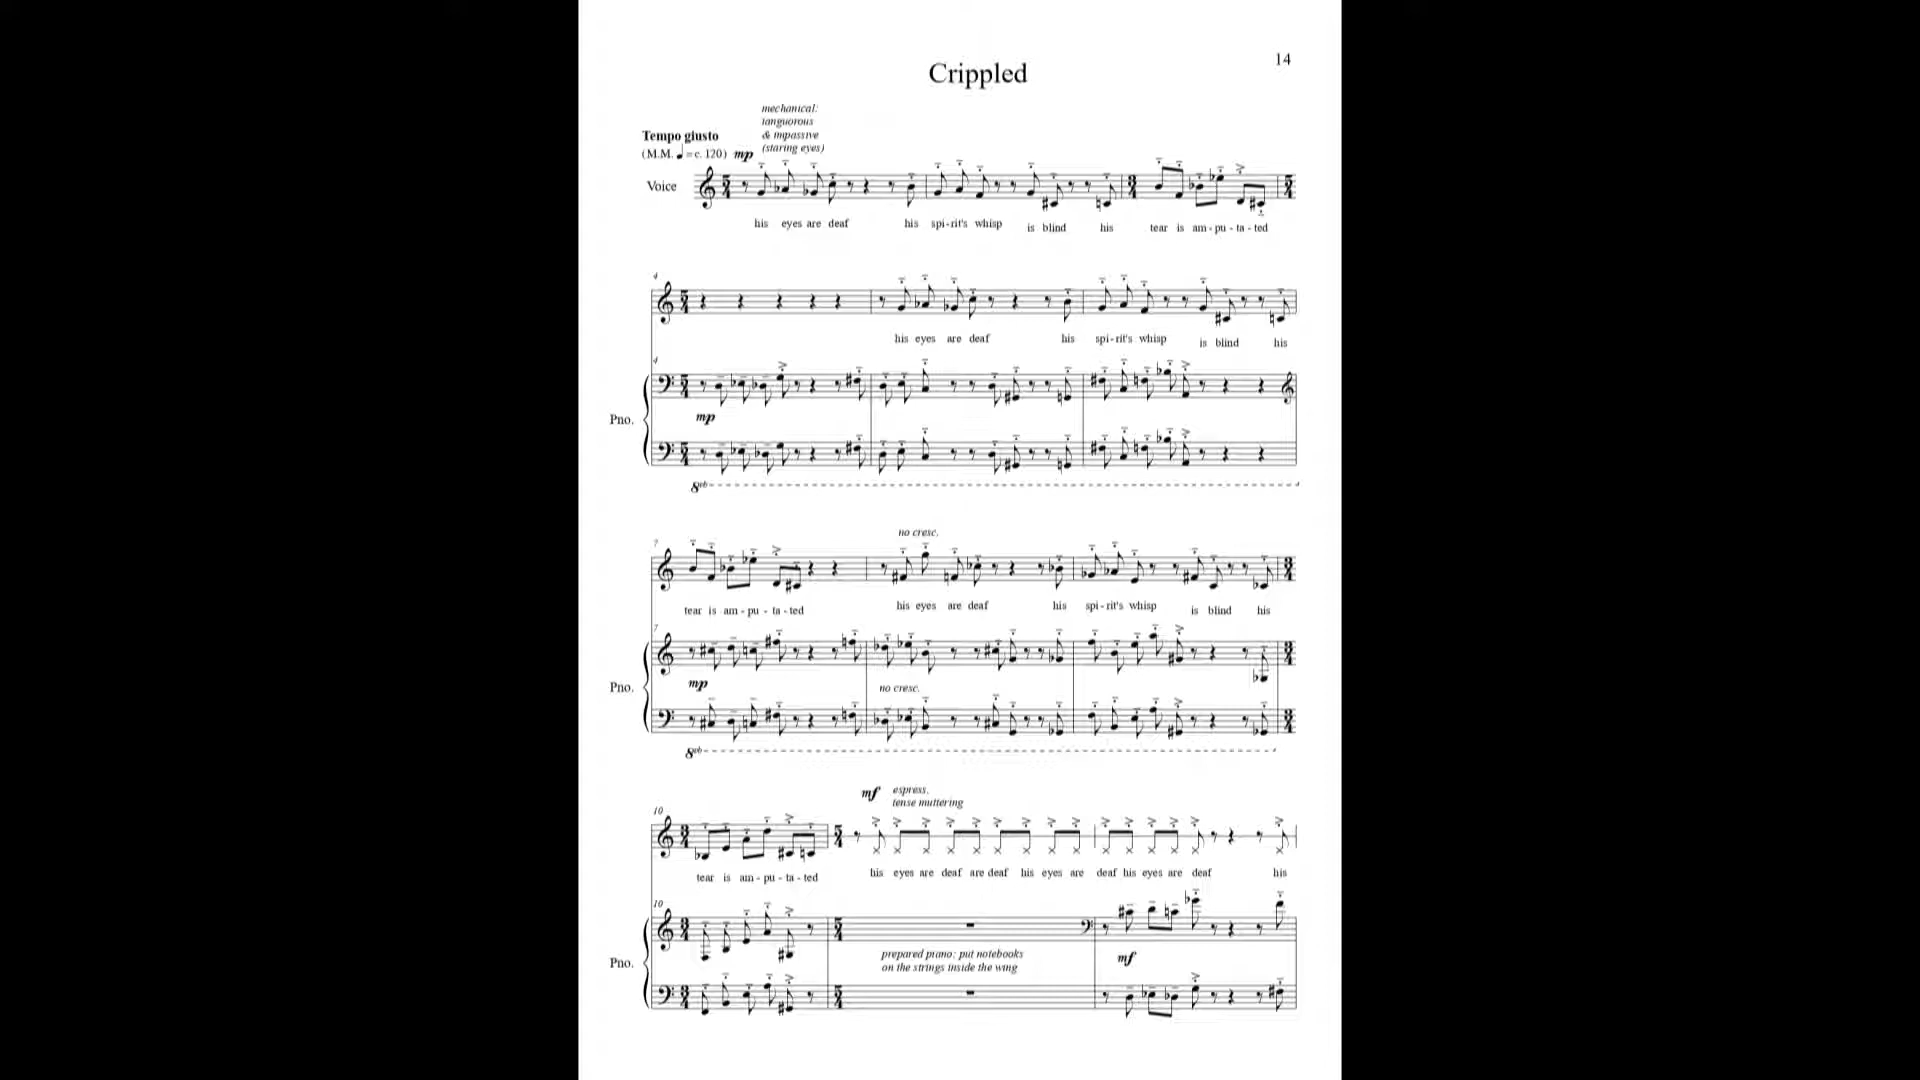 14
Crippled
mechanical:
languorous
& impassive
(staring eyes)
Tempo giusto
(M.M. ♩ = c. 120) mp
Voice
his eyes are deaf his spi - rit's whisp is blind his tear is am - pu - ta - ted
4
his eyes are deaf his spi - rit's whisp is blind his
4
Pno.
mp
8vb
7
no cresc.
tear is am - pu - ta - ted his eyes are deaf his spi - rit's whisp is blind his
7
Pno.
mp
no cresc.
8vb
10
mf espress.
tense muttering
tear is am - pu - ta - ted his eyes are deaf are deaf his eyes are deaf his eyes are deaf his
10
Pno.
prepared piano: put notebooks
on the strings inside the wing
mf